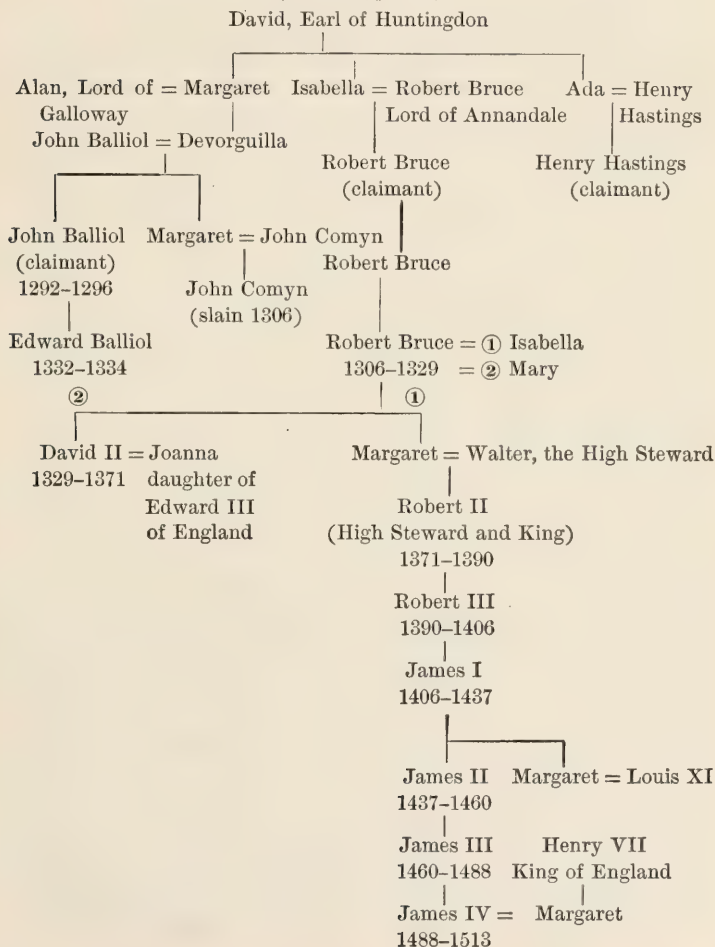 David, Earl of Huntingdon
Alan, Lord of = Margaret Isabella = Robert Bruce Ada = Henry
Galloway Lord of Annandale Hastings
John Balliol = Devorguilla
Robert Bruce Henry Hastings
(claimant) (claimant)
John Balliol Margaret = John Comyn
(claimant) Robert Bruce
1292–1296 John Comyn
(slain 1306)
Edward Balliol Robert Bruce = ① Isabella
1332–1334 1306–1329 = ② Mary
② ①
David II = Joanna Margaret = Walter, the High Steward
1329–1371 daughter of
Edward III Robert II
of England (High Steward and King)
1371–1390
Robert III
1390–1406
James I
1406–1437
James II Margaret = Louis XI
1437–1460
James III Henry VII
1460–1488 King of England
James IV = Margaret
1488–1513